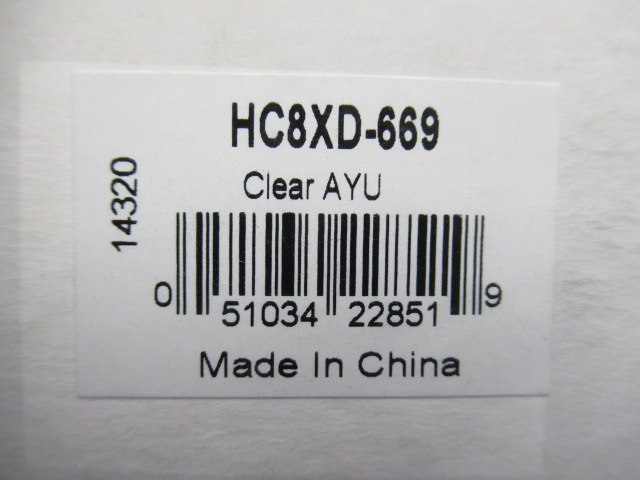 HC8XD-669
Clear AYU
14320
0 51034 22851 9
Made In China